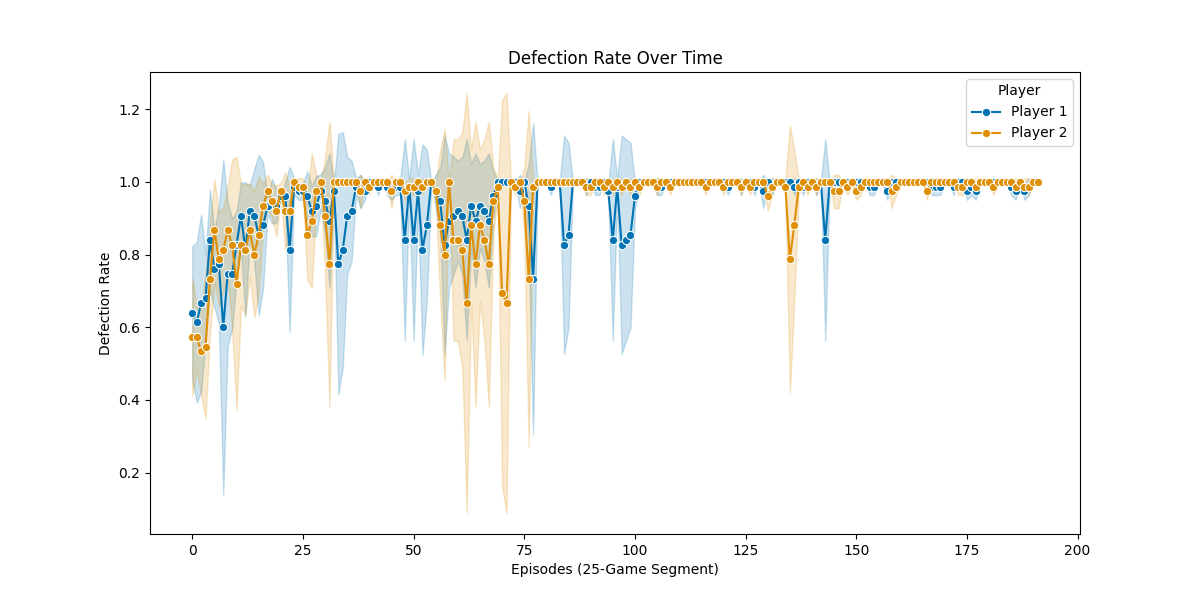 Defection Rate Over Time
Player
Player 1
Player 2
Defection Rate
1.2
1.0
0.8
0.6
0.4
0.2
0 25 50 75 100 125 150 175 200
Episodes (25-Game Segment)